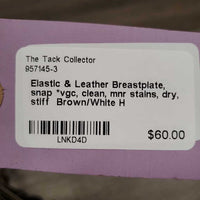 The Tack Collector
957145-3
Elastic & Leather Breastplate,
snap *vgc, clean, mnr stains, dry,
stiff Brown/White H
LNKD4D
$60.00